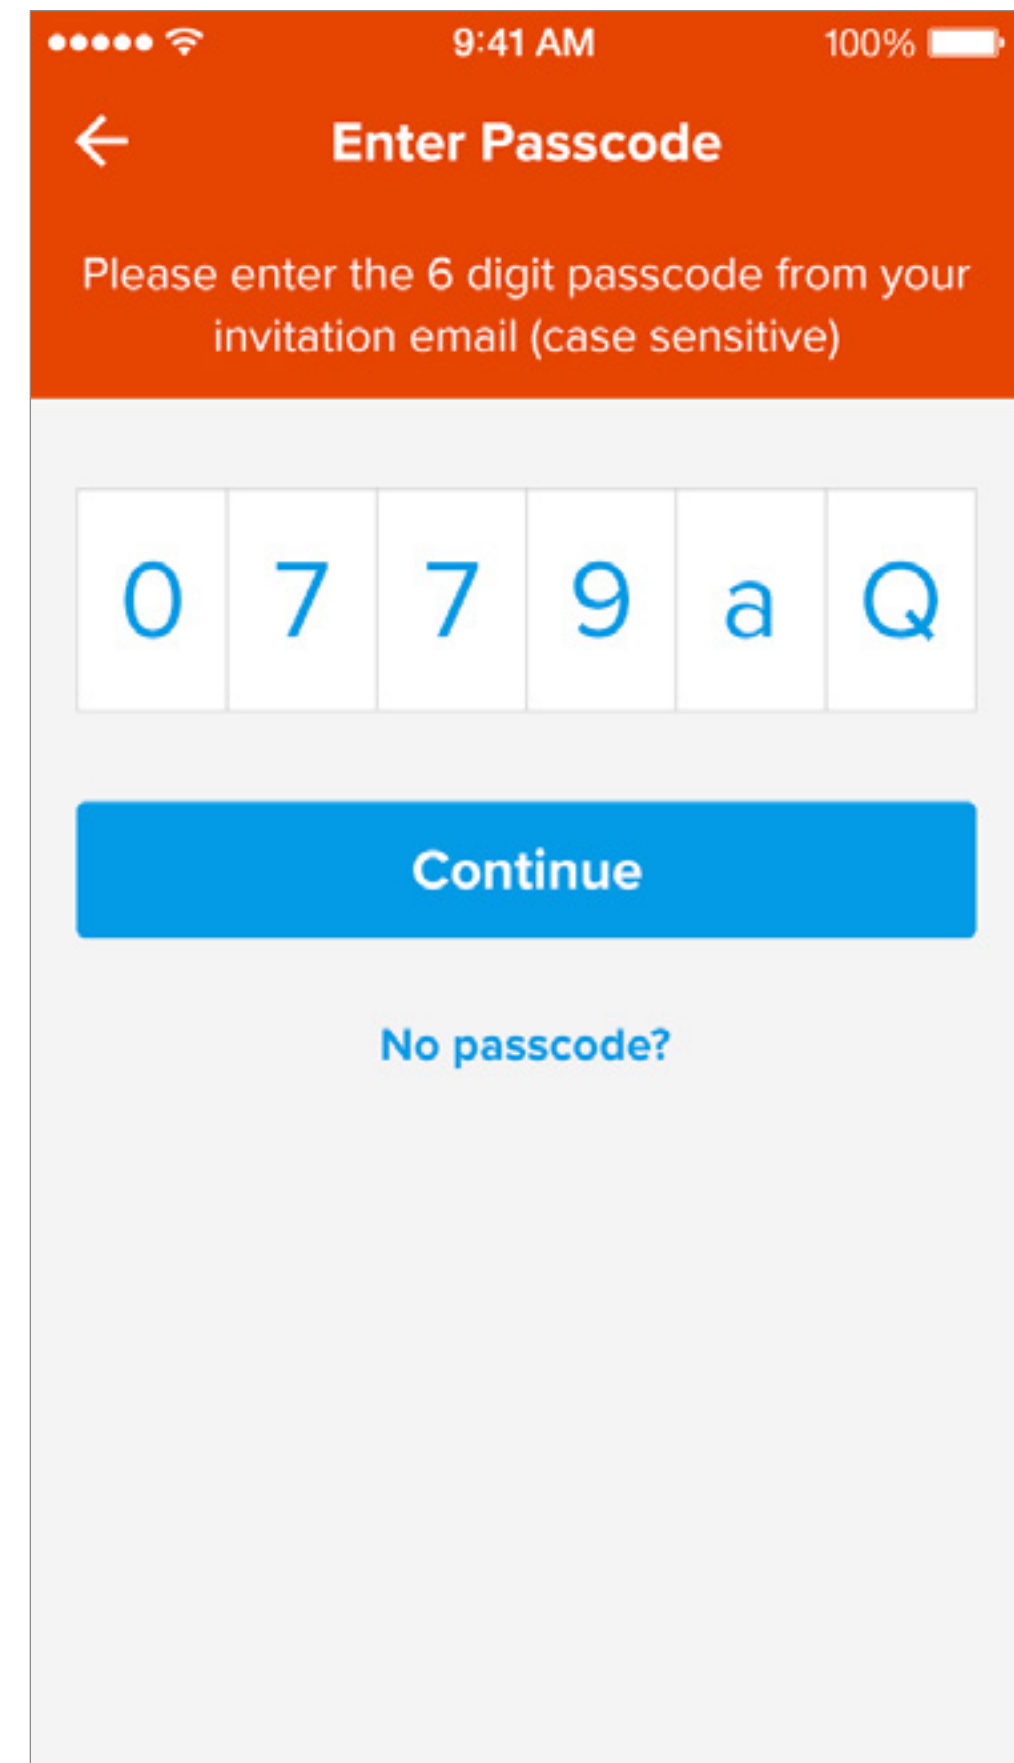 9:41 AM 100%
Enter Passcode
Please enter the 6 digit passcode from your
invitation email (case sensitive)
0 7 7 9 a Q
Continue
No passcode?